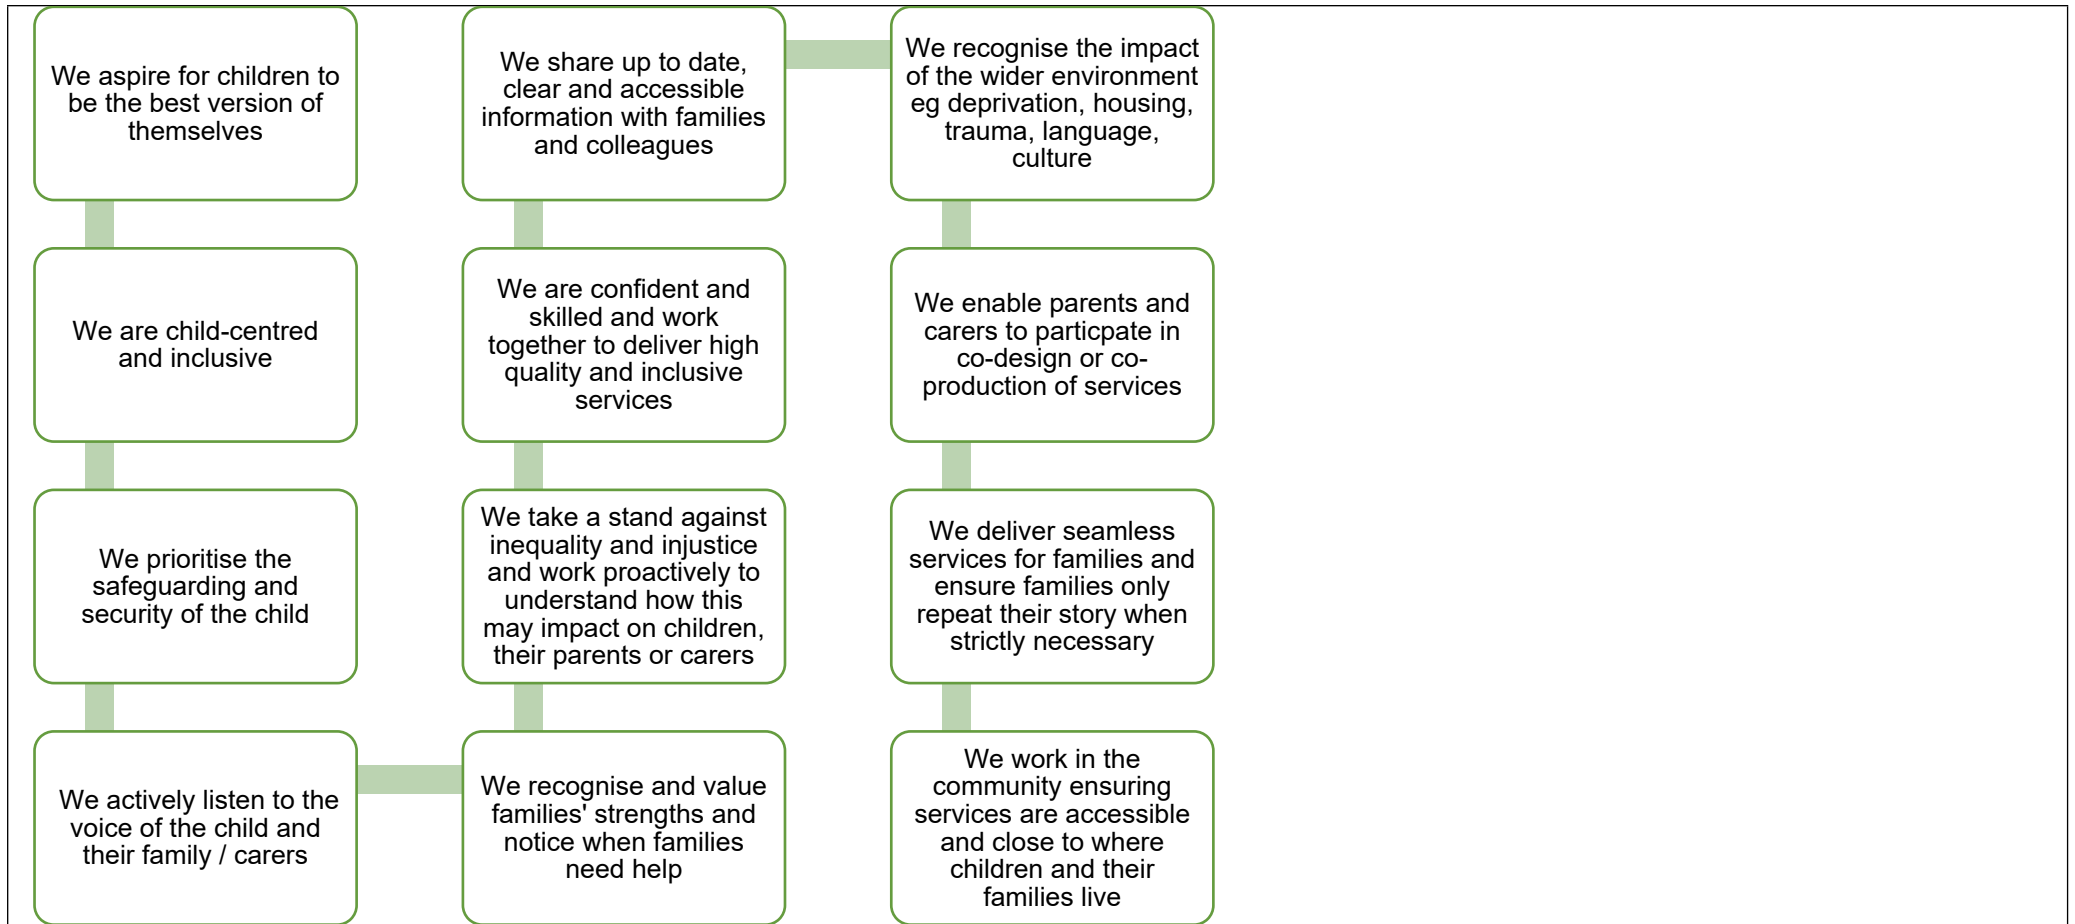 We aspire for children to
be the best version of
themselves
We are child-centred
and inclusive
We prioritise the
safeguarding and
security of the child
We actively listen to the
voice of the child and
their family / carers
We recognise and value
families' strengths and
notice when families
need help
We take a stand against
inequality and injustice
and work proactively to
understand how this
may impact on children,
their parents or carers
We are confident and
skilled and work
together to deliver high
quality and inclusive
services
We share up to date,
clear and accessible
information with families
and colleagues
We recognise the impact
of the wider environment
eg deprivation, housing,
trauma, language,
culture
We enable parents and
carers to particpate in
co-design or co-
production of services
We deliver seamless
services for families and
ensure families only
repeat their story when
strictly necessary
We work in the
community ensuring
services are accessible
and close to where
children and their
families live